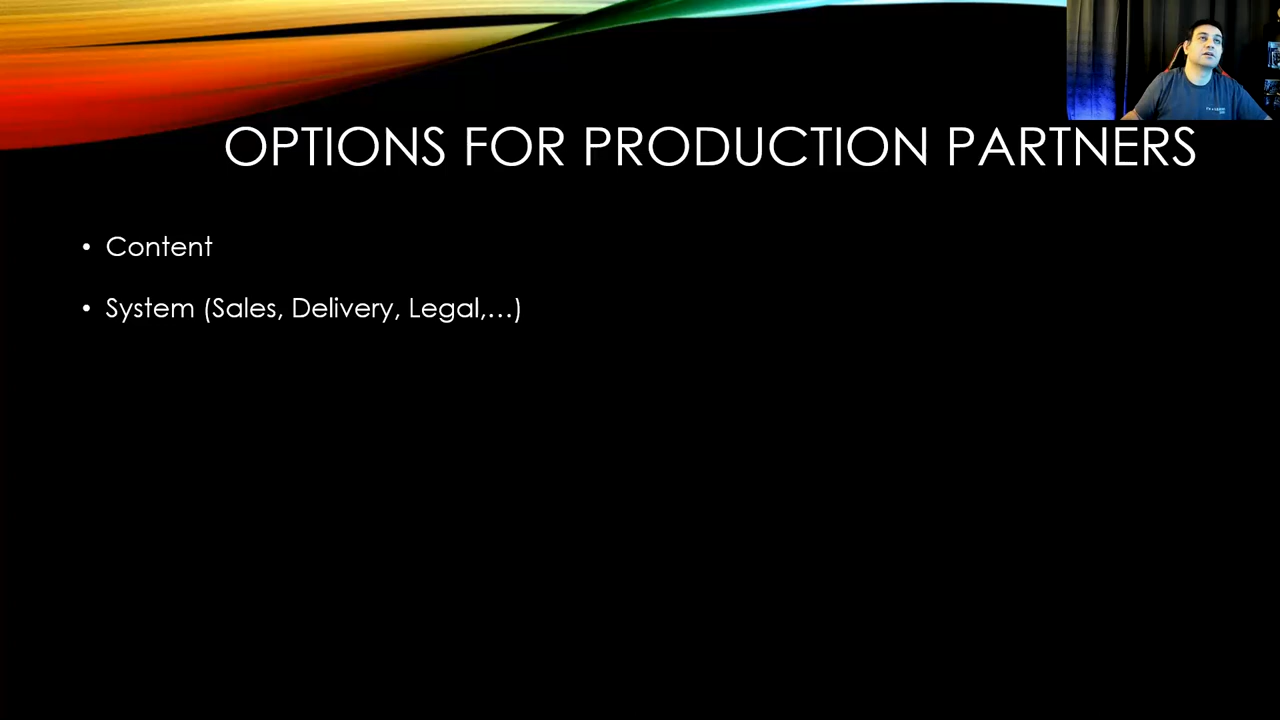 OPTIONS FOR PRODUCTION PARTNERS
• Content
• System (Sales, Delivery, Legal,…)